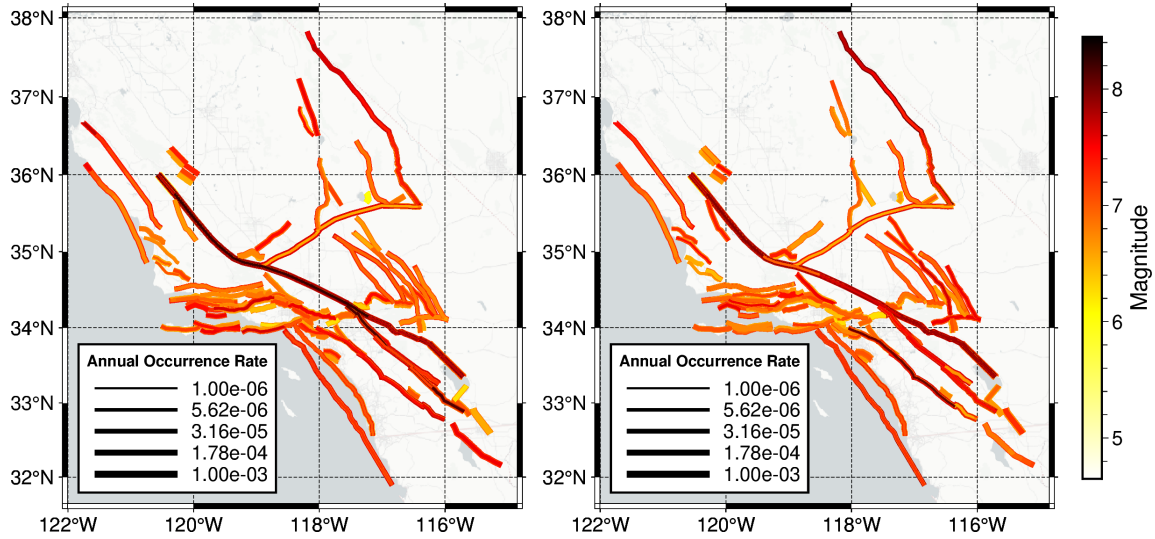 38°N
37°N
36°N
35°N
34°N
33°N
32°N
122°W
120°W
118°W
116°W
Annual Occurrence Rate
1.00e-06
5.62e-06
3.16e-05
1.78e-04
1.00e-03
38°N
37°N
36°N
35°N
34°N
33°N
32°N
122°W
120°W
118°W
116°W
Annual Occurrence Rate
1.00e-06
5.62e-06
3.16e-05
1.78e-04
1.00e-03
8
7
6
5
Magnitude